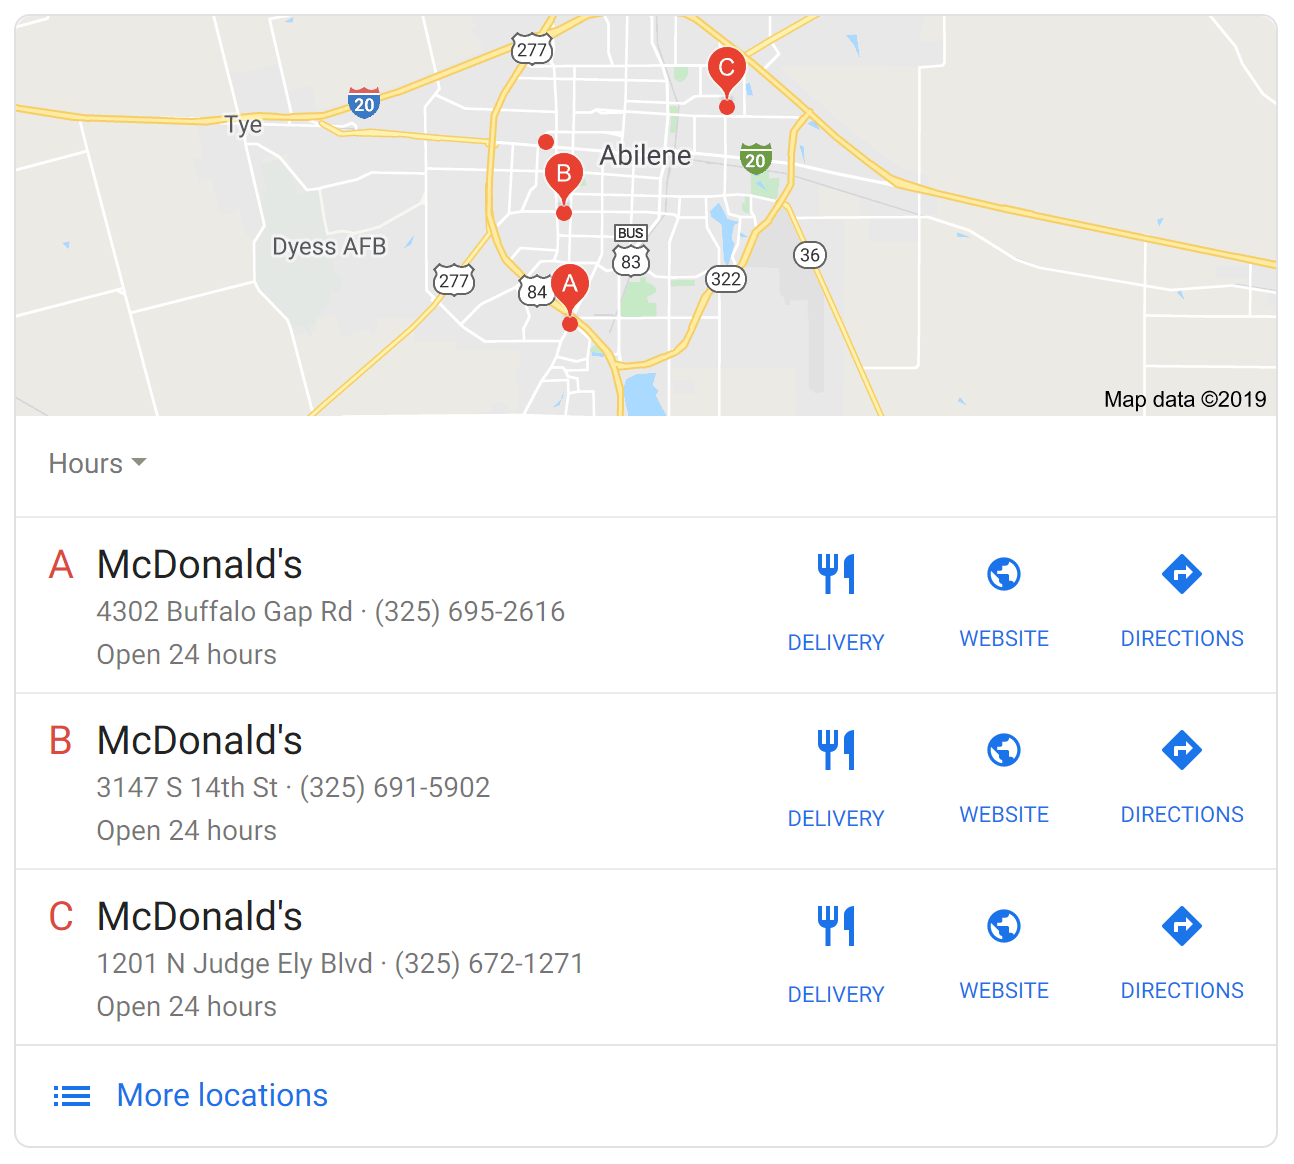 277
C
20
Tye
Abilene
20
B
BUS
Dyess AFB
83
36
277
84
A
322
Map data ©2019
Hours
A McDonald's
4302 Buffalo Gap Rd · (325) 695-2616
Open 24 hours
DELIVERY WEBSITE DIRECTIONS
B McDonald's
3147 S 14th St · (325) 691-5902
Open 24 hours
DELIVERY WEBSITE DIRECTIONS
C McDonald's
1201 N Judge Ely Blvd · (325) 672-1271
Open 24 hours
DELIVERY WEBSITE DIRECTIONS
More locations